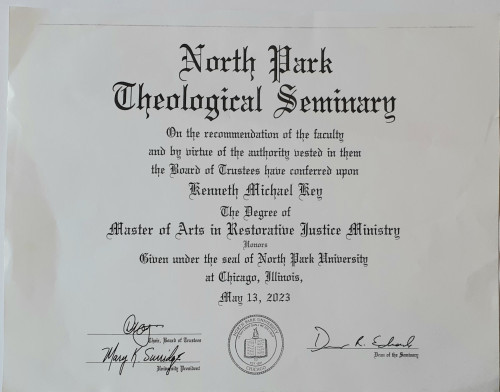 North Park
Theological Seminary
On the recommendation of the faculty
and by virtue of the authority vested in them
the Board of Trustees have conferred upon
Kenneth Michael Key
The Degree of
Master of Arts in Restorative Justice Ministry
Honors
Given under the seal of North Park University
at Chicago, Illinois,
May 13, 2023
Chair, Board of Trustees
Mary K Surridge
University President
Dean of the Seminary